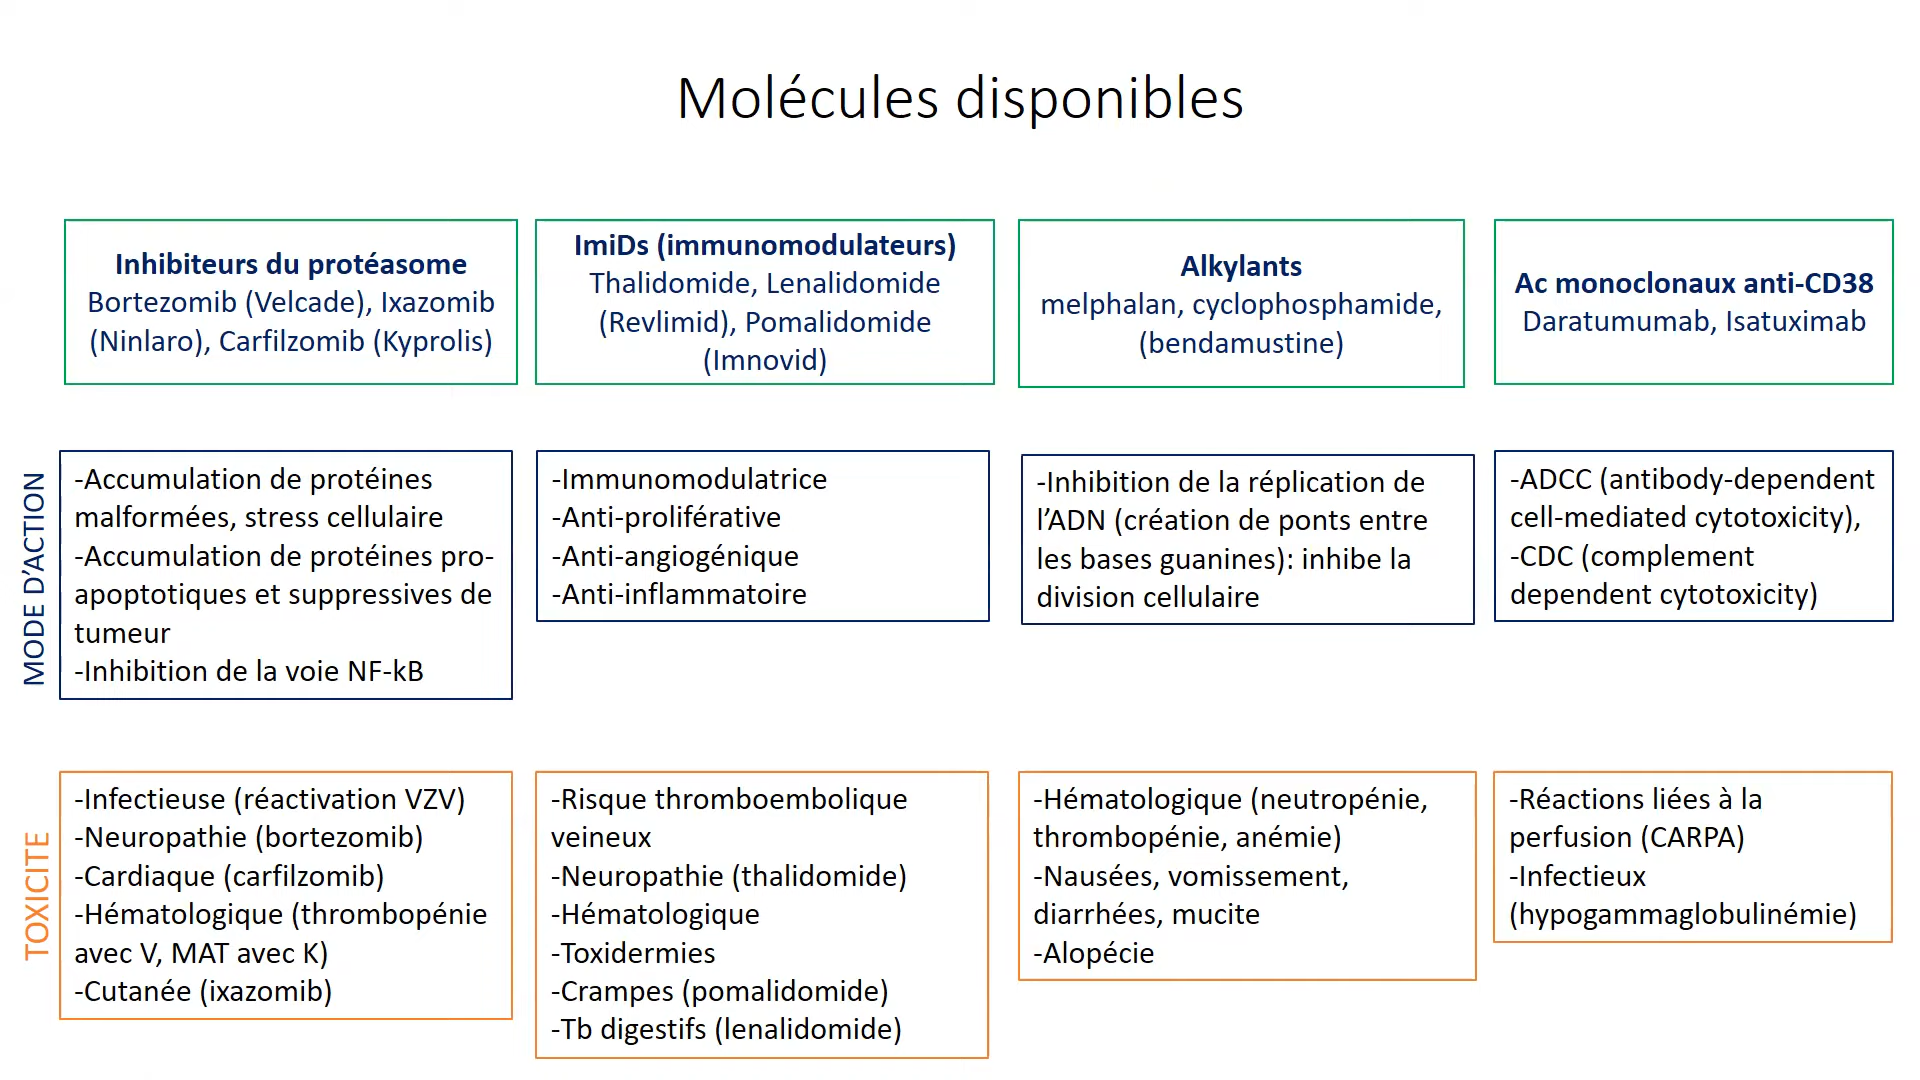 Molécules disponibles
Inhibiteurs du protéasome
Bortezomib (Velcade), Ixazomib
(Ninlaro), Carfilzomib (Kyprolis)
ImiDs (immunomodulateurs)
Thalidomide, Lenalidomide
(Revlimid), Pomalidomide
(Imnovid)
Alkylants
melphalan, cyclophosphamide,
(bendamustine)
Ac monoclonaux anti-CD38
Daratumumab, Isatuximab
MODE D’ACTION
-Accumulation de protéines
malformées, stress cellulaire
-Accumulation de protéines pro-
apoptotiques et suppressives de
tumeur
-Inhibition de la voie NF-kB
-Immunomodulatrice
-Anti-proliférative
-Anti-angiogénique
-Anti-inflammatoire
-Inhibition de la réplication de
l’ADN (création de ponts entre
les bases guanines): inhibe la
division cellulaire
-ADCC (antibody-dependent
cell-mediated cytotoxicity),
-CDC (complement
dependent cytotoxicity)
TOXICITE
-Infectieuse (réactivation VZV)
-Neuropathie (bortezomib)
-Cardiaque (carfilzomib)
-Hématologique (thrombopénie
avec V, MAT avec K)
-Cutanée (ixazomib)
-Risque thromboembolique
veineux
-Neuropathie (thalidomide)
-Hématologique
-Toxidermies
-Crampes (pomalidomide)
-Tb digestifs (lenalidomide)
-Hématologique (neutropénie,
thrombopénie, anémie)
-Nausées, vomissement,
diarrhées, mucite
-Alopécie
-Réactions liées à la
perfusion (CARPA)
-Infectieux
(hypogammaglobulinémie)